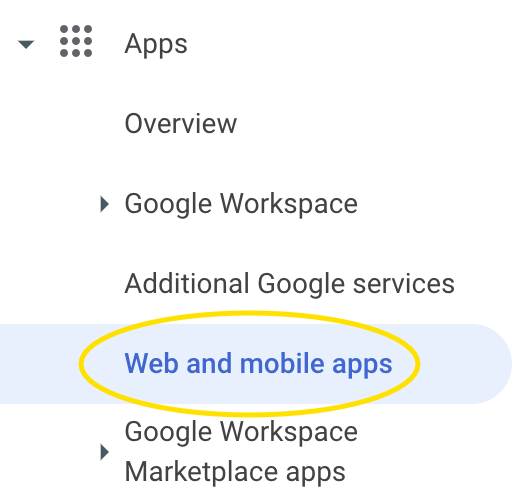 Apps
Overview
Google Workspace
Additional Google services
Web and mobile apps
Google Workspace
Marketplace apps